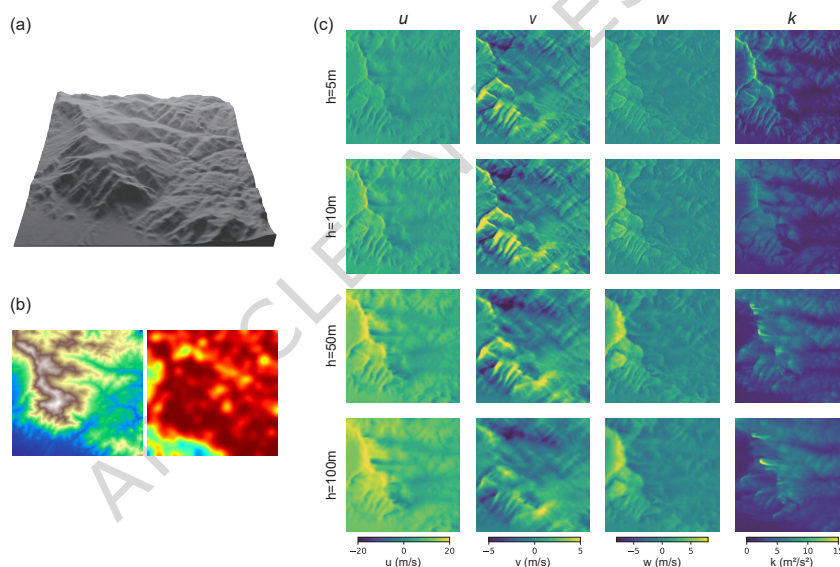 (a)
(b)
(c)
u v w k
h=5m
h=10m
h=50m
h=100m
−20 0 20
u (m/s)
−5 0 5
v (m/s)
−5 0 5
w (m/s)
0 5 10 15
k (m²/s²)